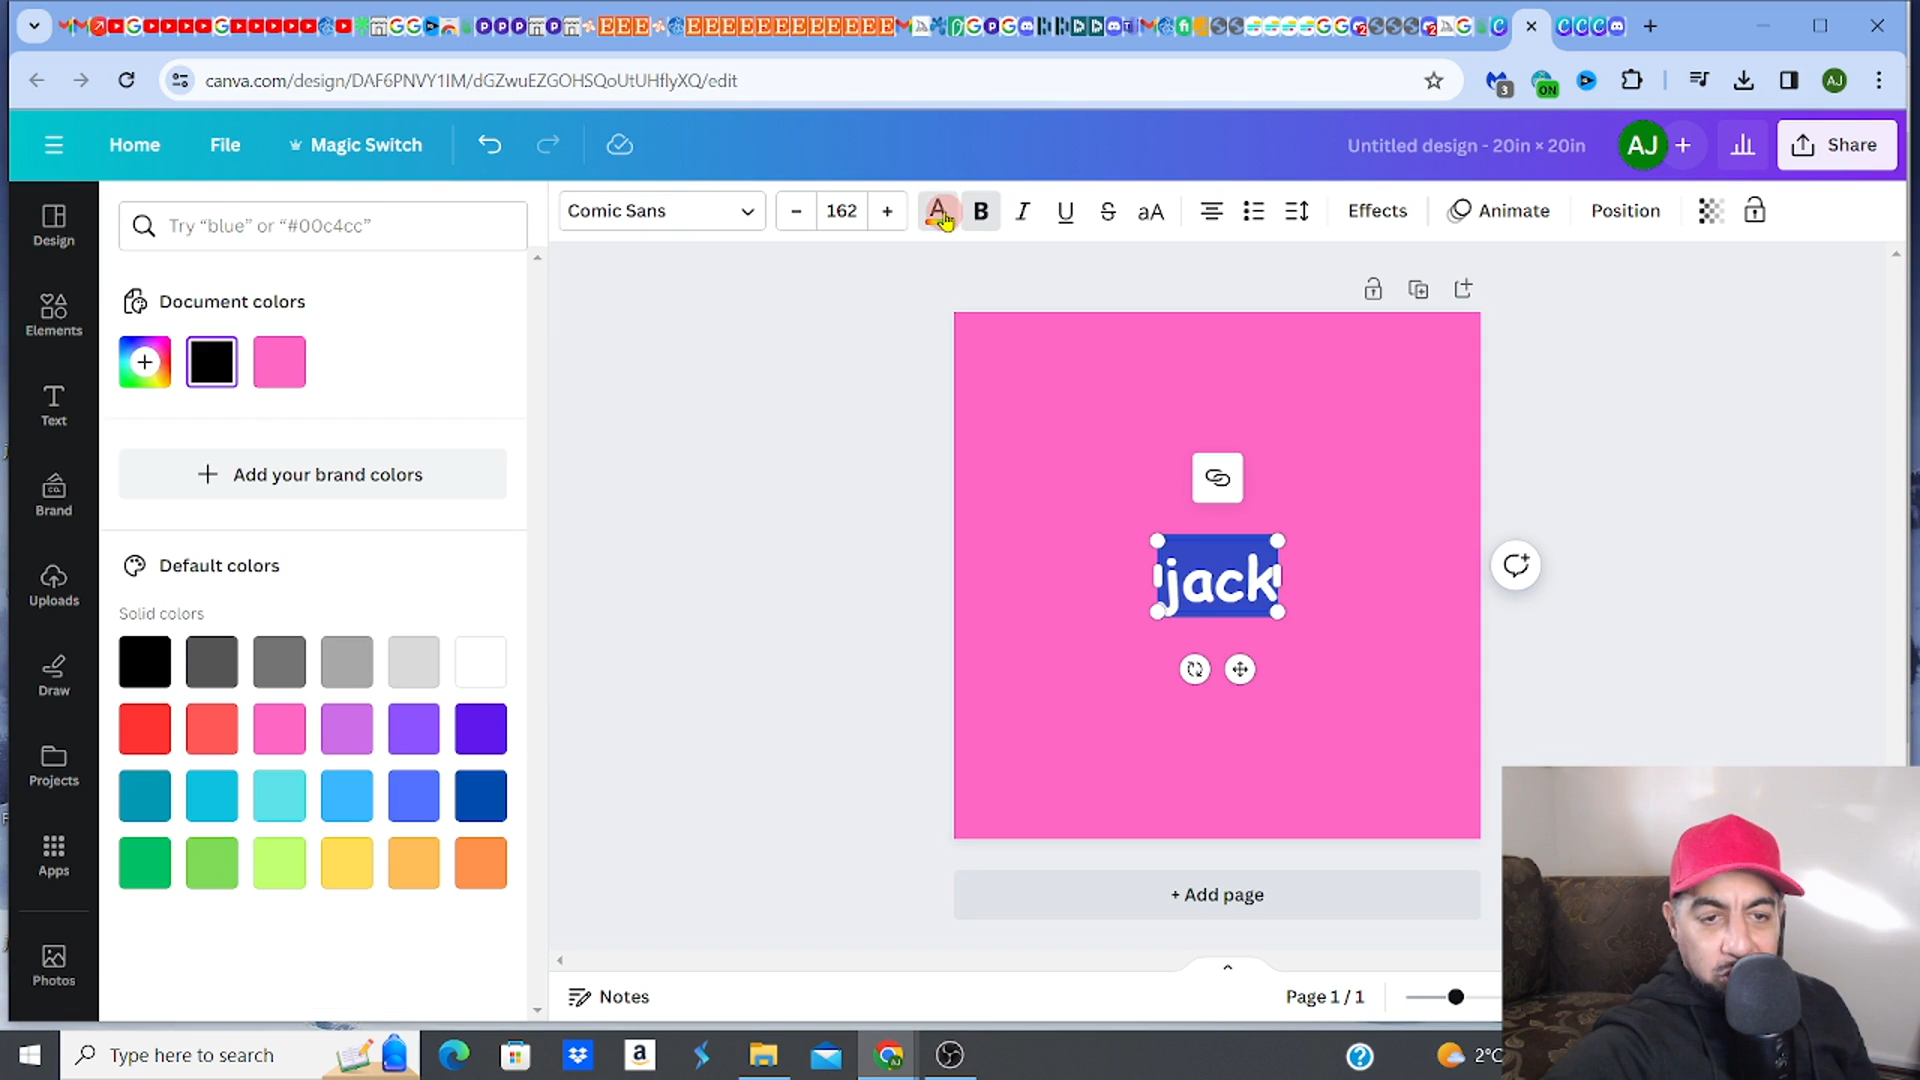 canva.com/design/DAF6PNVY1IM/dGZwuEZGOHSQoUtUHflyXQ/edit
3
ON
AJ
Home
File
Magic Switch
Untitled design - 20in × 20in
AJ
+
Share
Try “blue” or “#00c4cc”
Comic Sans
- 162 +
A B I U S aA
Effects
Animate
Position
Design
Elements
Text
Brand
Uploads
Draw
Projects
Apps
Photos
Document colors
+ Add your brand colors
Default colors
Solid colors
jack
+ Add page
Notes
Page 1 / 1
Type here to search
2°C